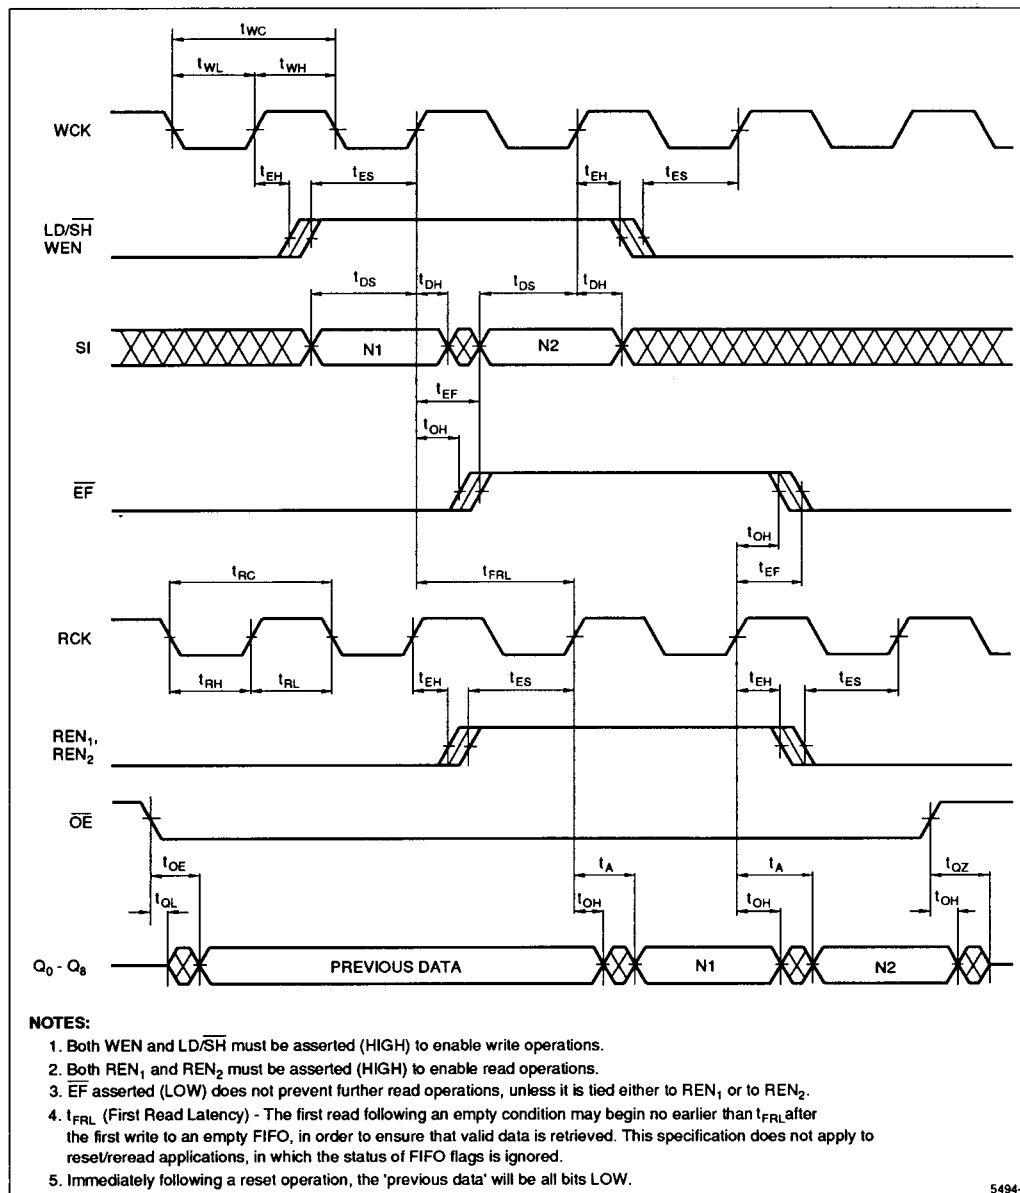 tWC
tWL tWH
WCK
tEH tES tEH tES
LD/S̅H̅
WEN
tDS tDH tDS tDH
SI N1 N2
tEF
tOH
E̅F̅
tOH
tEF
tRC tFRL
RCK
tRH tRL tEH tES tEH tES
REN1,
REN2
O̅E̅
tOE tA tA tQZ
tQL tOH tOH tOH
Q0 - Q8 PREVIOUS DATA N1 N2
NOTES:
1. Both WEN and LD/S̅H̅ must be asserted (HIGH) to enable write operations.
2. Both REN1 and REN2 must be asserted (HIGH) to enable read operations.
3. E̅F̅ asserted (LOW) does not prevent further read operations, unless it is tied either to REN1 or to REN2.
4. tFRL (First Read Latency) - The first read following an empty condition may begin no earlier than tFRL after
the first write to an empty FIFO, in order to ensure that valid data is retrieved. This specification does not apply to
reset/reread applications, in which the status of FIFO flags is ignored.
5. Immediately following a reset operation, the 'previous data' will be all bits LOW.
5494-